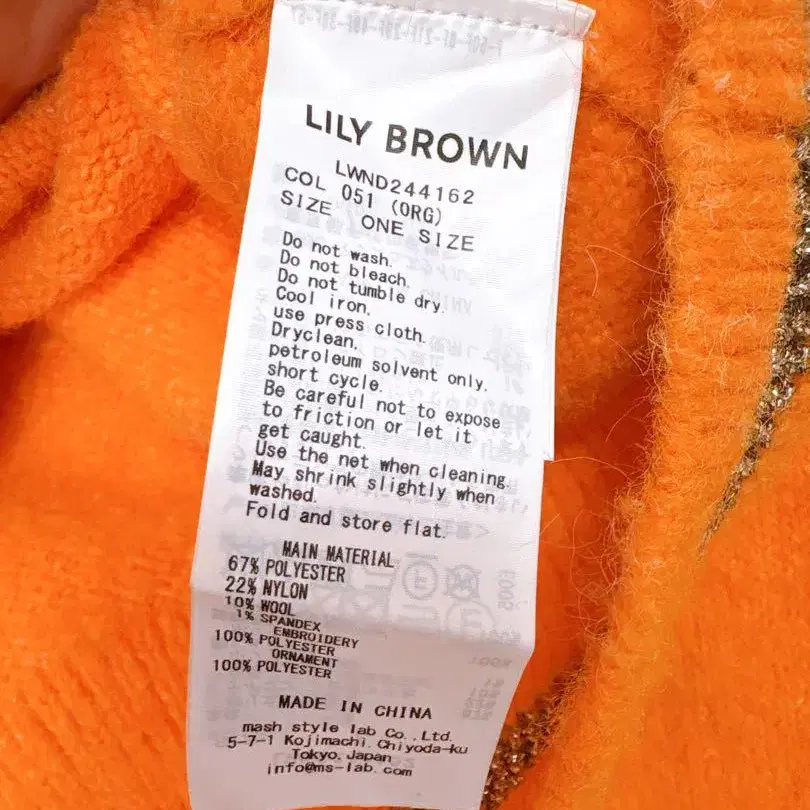 LILY BROWN
LWND244162
COL 051 (ORG)
SIZE ONE SIZE
Do not wash.
Do not bleach.
Do not tumble dry.
Cool iron,
use press cloth.
Dryclean,
petroleum solvent only,
short cycle.
Be careful not to expose
to friction or let it
get caught.
Use the net when cleaning.
May shrink slightly when
washed.
Fold and store flat.
MAIN MATERIAL
67% POLYESTER
22% NYLON
10% WOOL
1% SPANDEX
EMBROIDERY
100% POLYESTER
ORNAMENT
100% POLYESTER
MADE IN CHINA
mash style lab Co.,Ltd.
5-7-1 Kojimachi, Chiyoda-ku
Tokyo, Japan
info@ms-lab.com